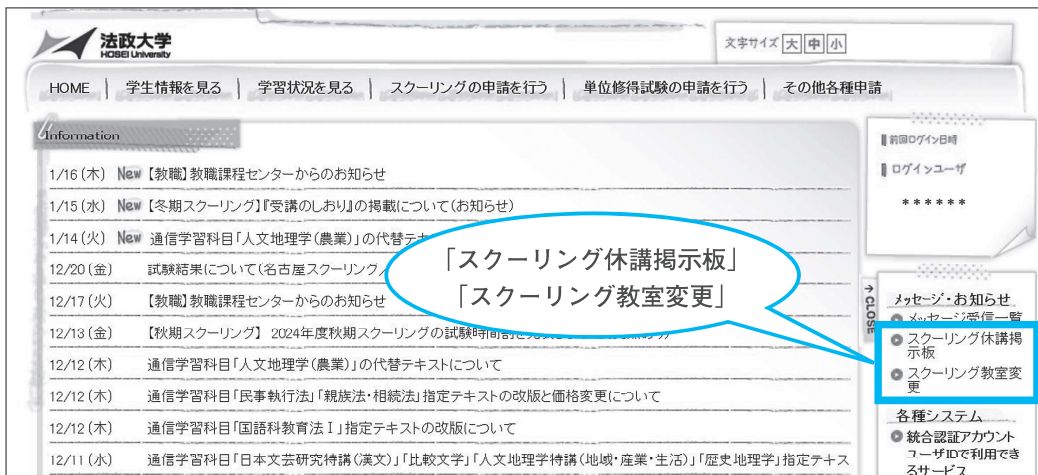 法政大学
HOSEI University
文字サイズ 大 中 小
HOME 学生情報を見る 学習状況を見る スクーリングの申請を行う 単位修得試験の申請を行う その他各種申請
Information
1/16(木) New 【教職】教職課程センターからのお知らせ
1/15(水) New 【冬期スクーリング】『受講のしおり』の掲載について(お知らせ)
1/14(火) New 通信学習科目「人文地理学(農業)」の代替テキ
12/20(金) 試験結果について(名古屋スクーリング
12/17(火) 【教職】教職課程センターからのお知らせ
12/13(金) 【秋期スクーリング】 2024年度秋期スクーリングの試験時間割を
12/12(木) 通信学習科目「人文地理学(農業)」の代替テキストについて
12/12(木) 通信学習科目「民事執行法」「親族法・相続法」指定テキストの改版と価格変更について
12/12(木) 通信学習科目「国語科教育法Ⅰ」指定テキストの改版について
12/11(水) 通信学習科目「日本文芸研究特講(漢文)」「比較文学」「人文地理学特講(地域・産業・生活)」「歴史地理学」指定テキス
「スクーリング休講掲示板」
「スクーリング教室変更」
前回ログイン日時
ログインユーザ
******
↑ CLOSE
メッセージ・お知らせ
メッセージ受信一覧
スクーリング休講掲
示板
スクーリング教室変
更
各種システム
統合認証アカウント
ユーザIDで利用でき
るサービス